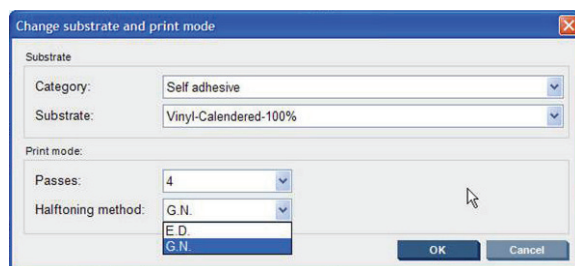 Change substrate and print mode
Substrate
Category: Self adhesive
Substrate: Vinyl-Calendered-100%
Print mode:
Passes: 4
Halftoning method: G.N.
E.D.
G.N.
OK Cancel